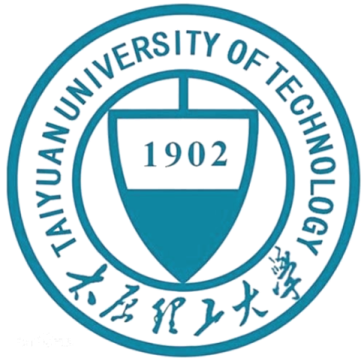 TAIYUAN UNIVERSITY OF TECHNOLOGY
1902
太原理工大学